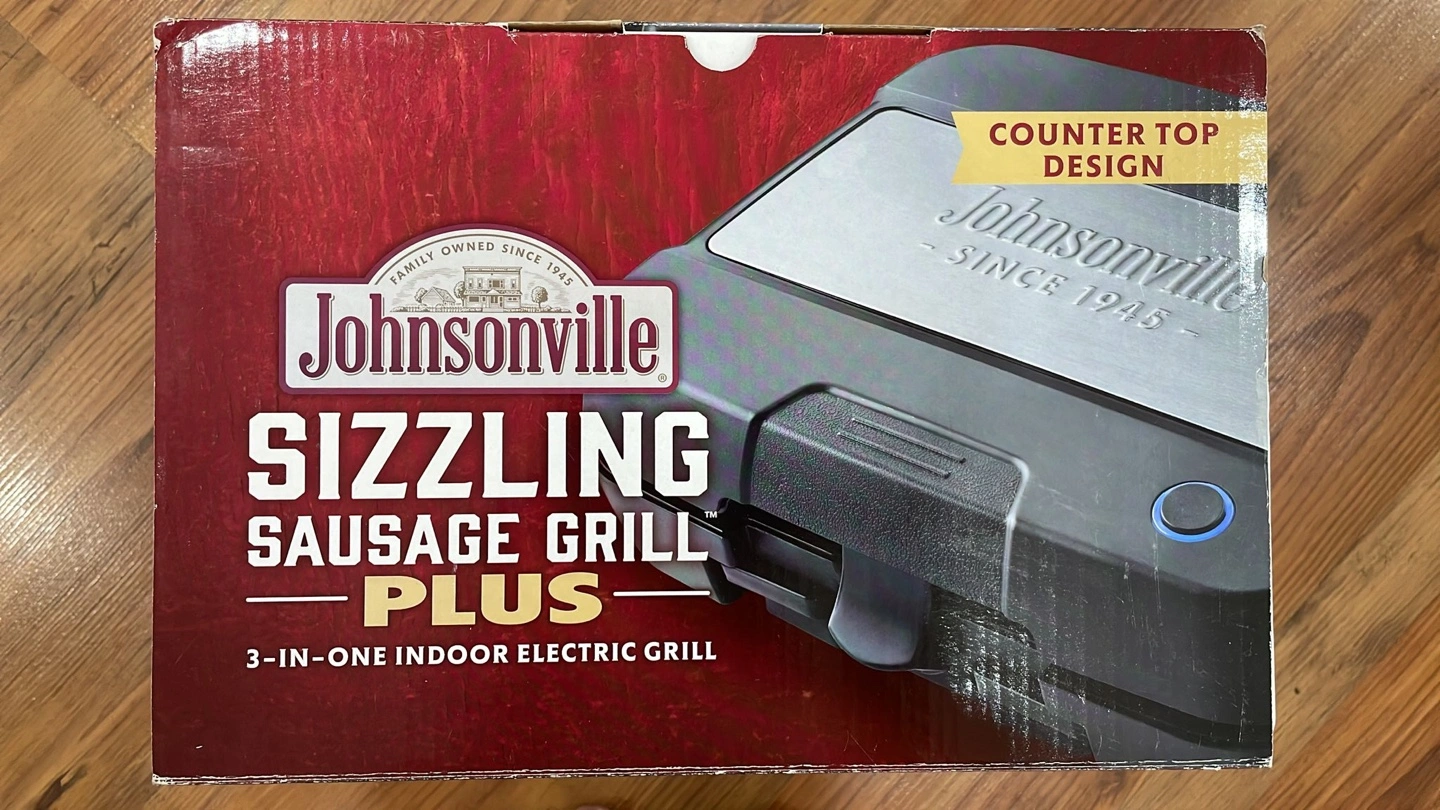 COUNTER TOP
DESIGN
Johnsonville
- SINCE 1945 -
FAMILY OWNED SINCE 1945
Johnsonville®
SIZZLING
SAUSAGE GRILL™
PLUS
3-IN-ONE INDOOR ELECTRIC GRILL